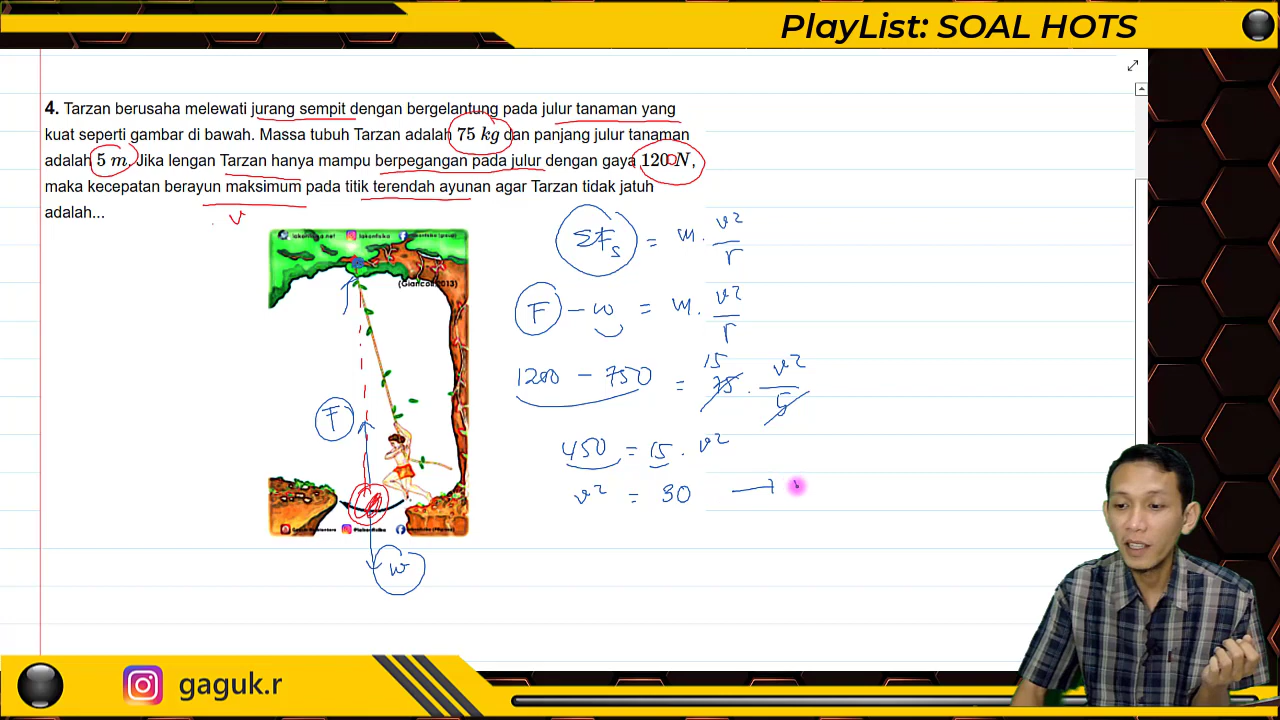 PlayList: SOAL HOTS
4. Tarzan berusaha melewati jurang sempit dengan bergelantung pada julur tanaman yang
kuat seperti gambar di bawah. Massa tubuh Tarzan adalah 75 kg dan panjang julur tanaman
adalah 5 m. Jika lengan Tarzan hanya mampu berpegangan pada julur dengan gaya 1200 N,
maka kecepatan berayun maksimum pada titik terendah ayunan agar Tarzan tidak jatuh
adalah...
v
(Giancoli 2013)
F
w
ΣFs = m . v²/r
F - w = m . v²/r
1200 - 750 = 15 75 . v²/5
450 = 15 . v²
v² = 30 →
gaguk.r